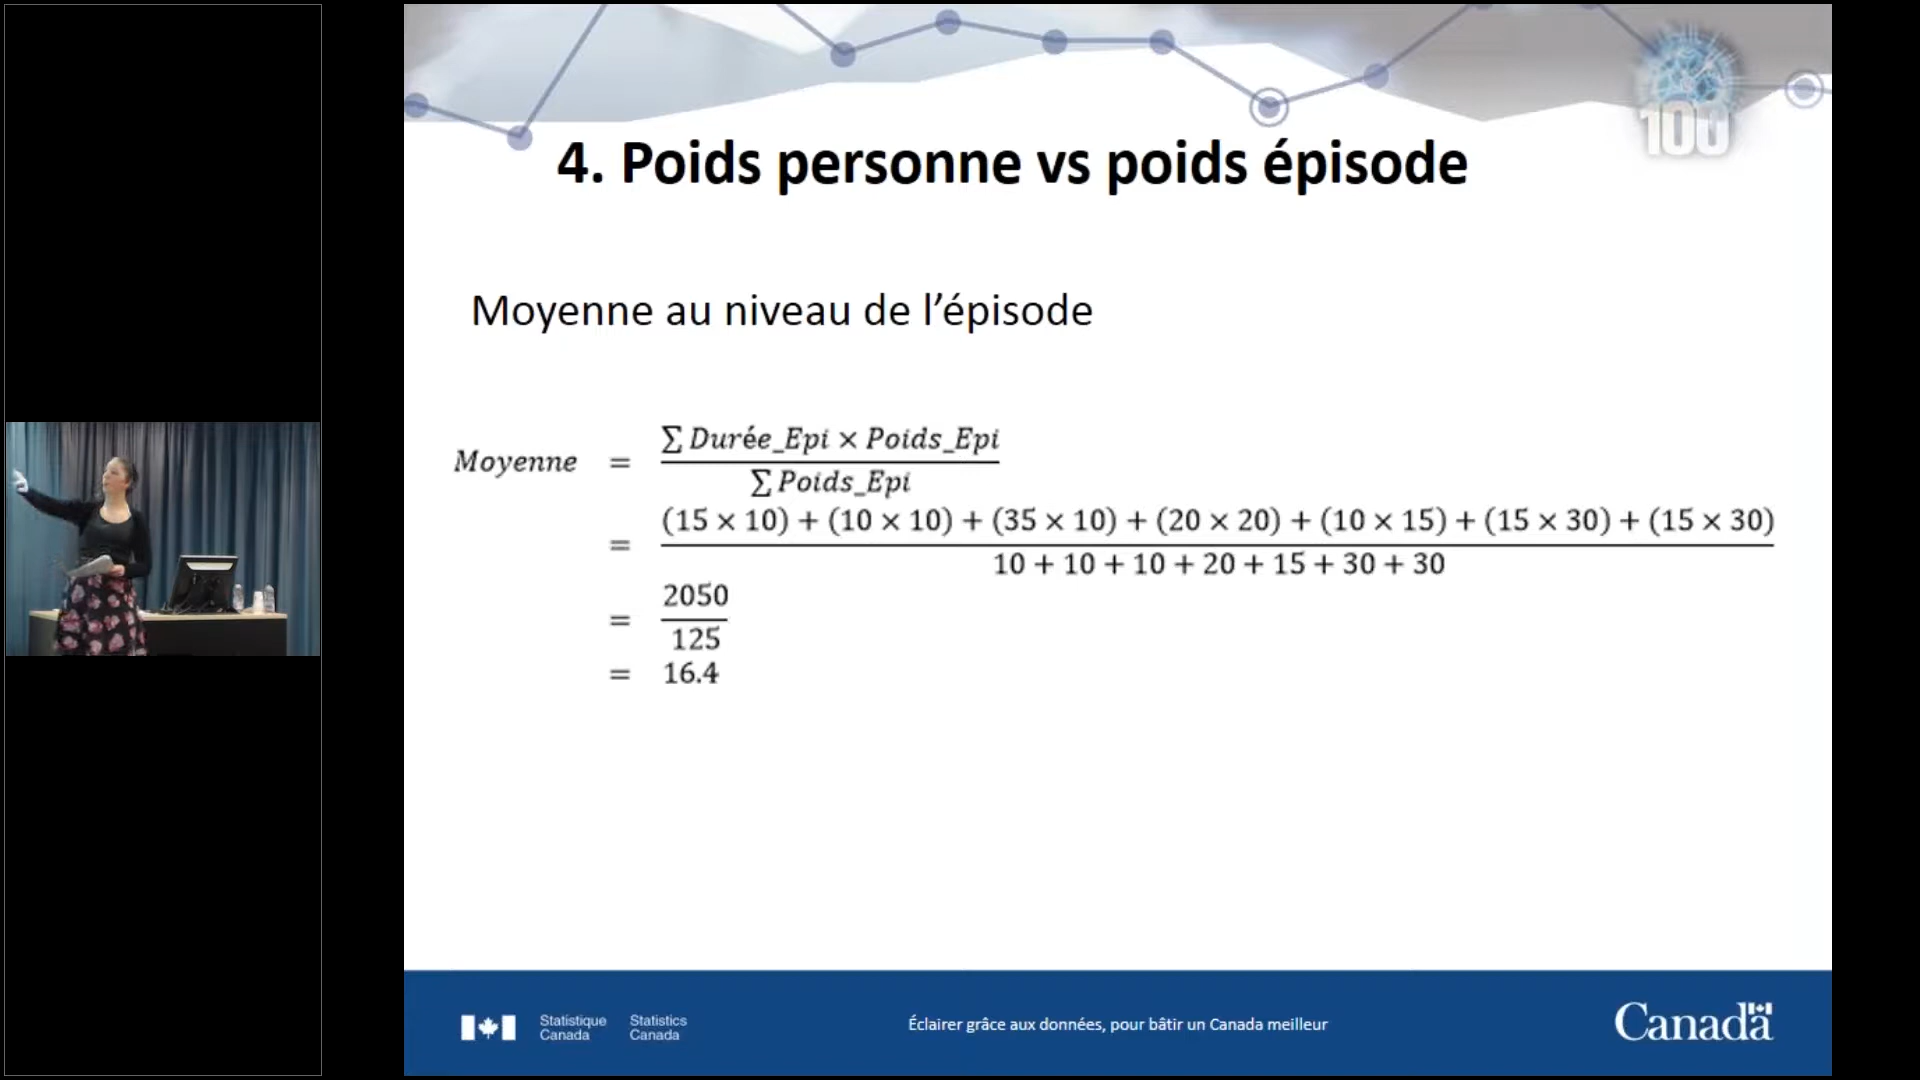 100
4. Poids personne vs poids épisode
Moyenne au niveau de l’épisode
Moyenne = ∑ Durée_Epi × Poids_Epi
∑ Poids_Epi
= (15 × 10) + (10 × 10) + (35 × 10) + (20 × 20) + (10 × 15) + (15 × 30) + (15 × 30)
10 + 10 + 10 + 20 + 15 + 30 + 30
= 2050
125
= 16.4
Statistique Canada
Statistics Canada
Éclairer grâce aux données, pour bâtir un Canada meilleur
Canada